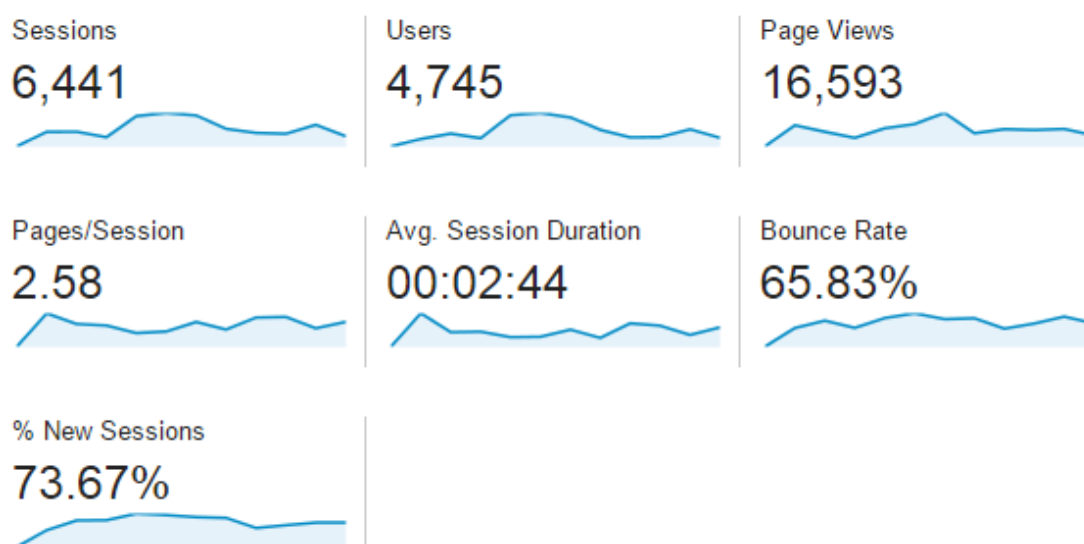 Sessions
6,441
Users
4,745
Page Views
16,593
Pages/Session
2.58
Avg. Session Duration
00:02:44
Bounce Rate
65.83%
% New Sessions
73.67%